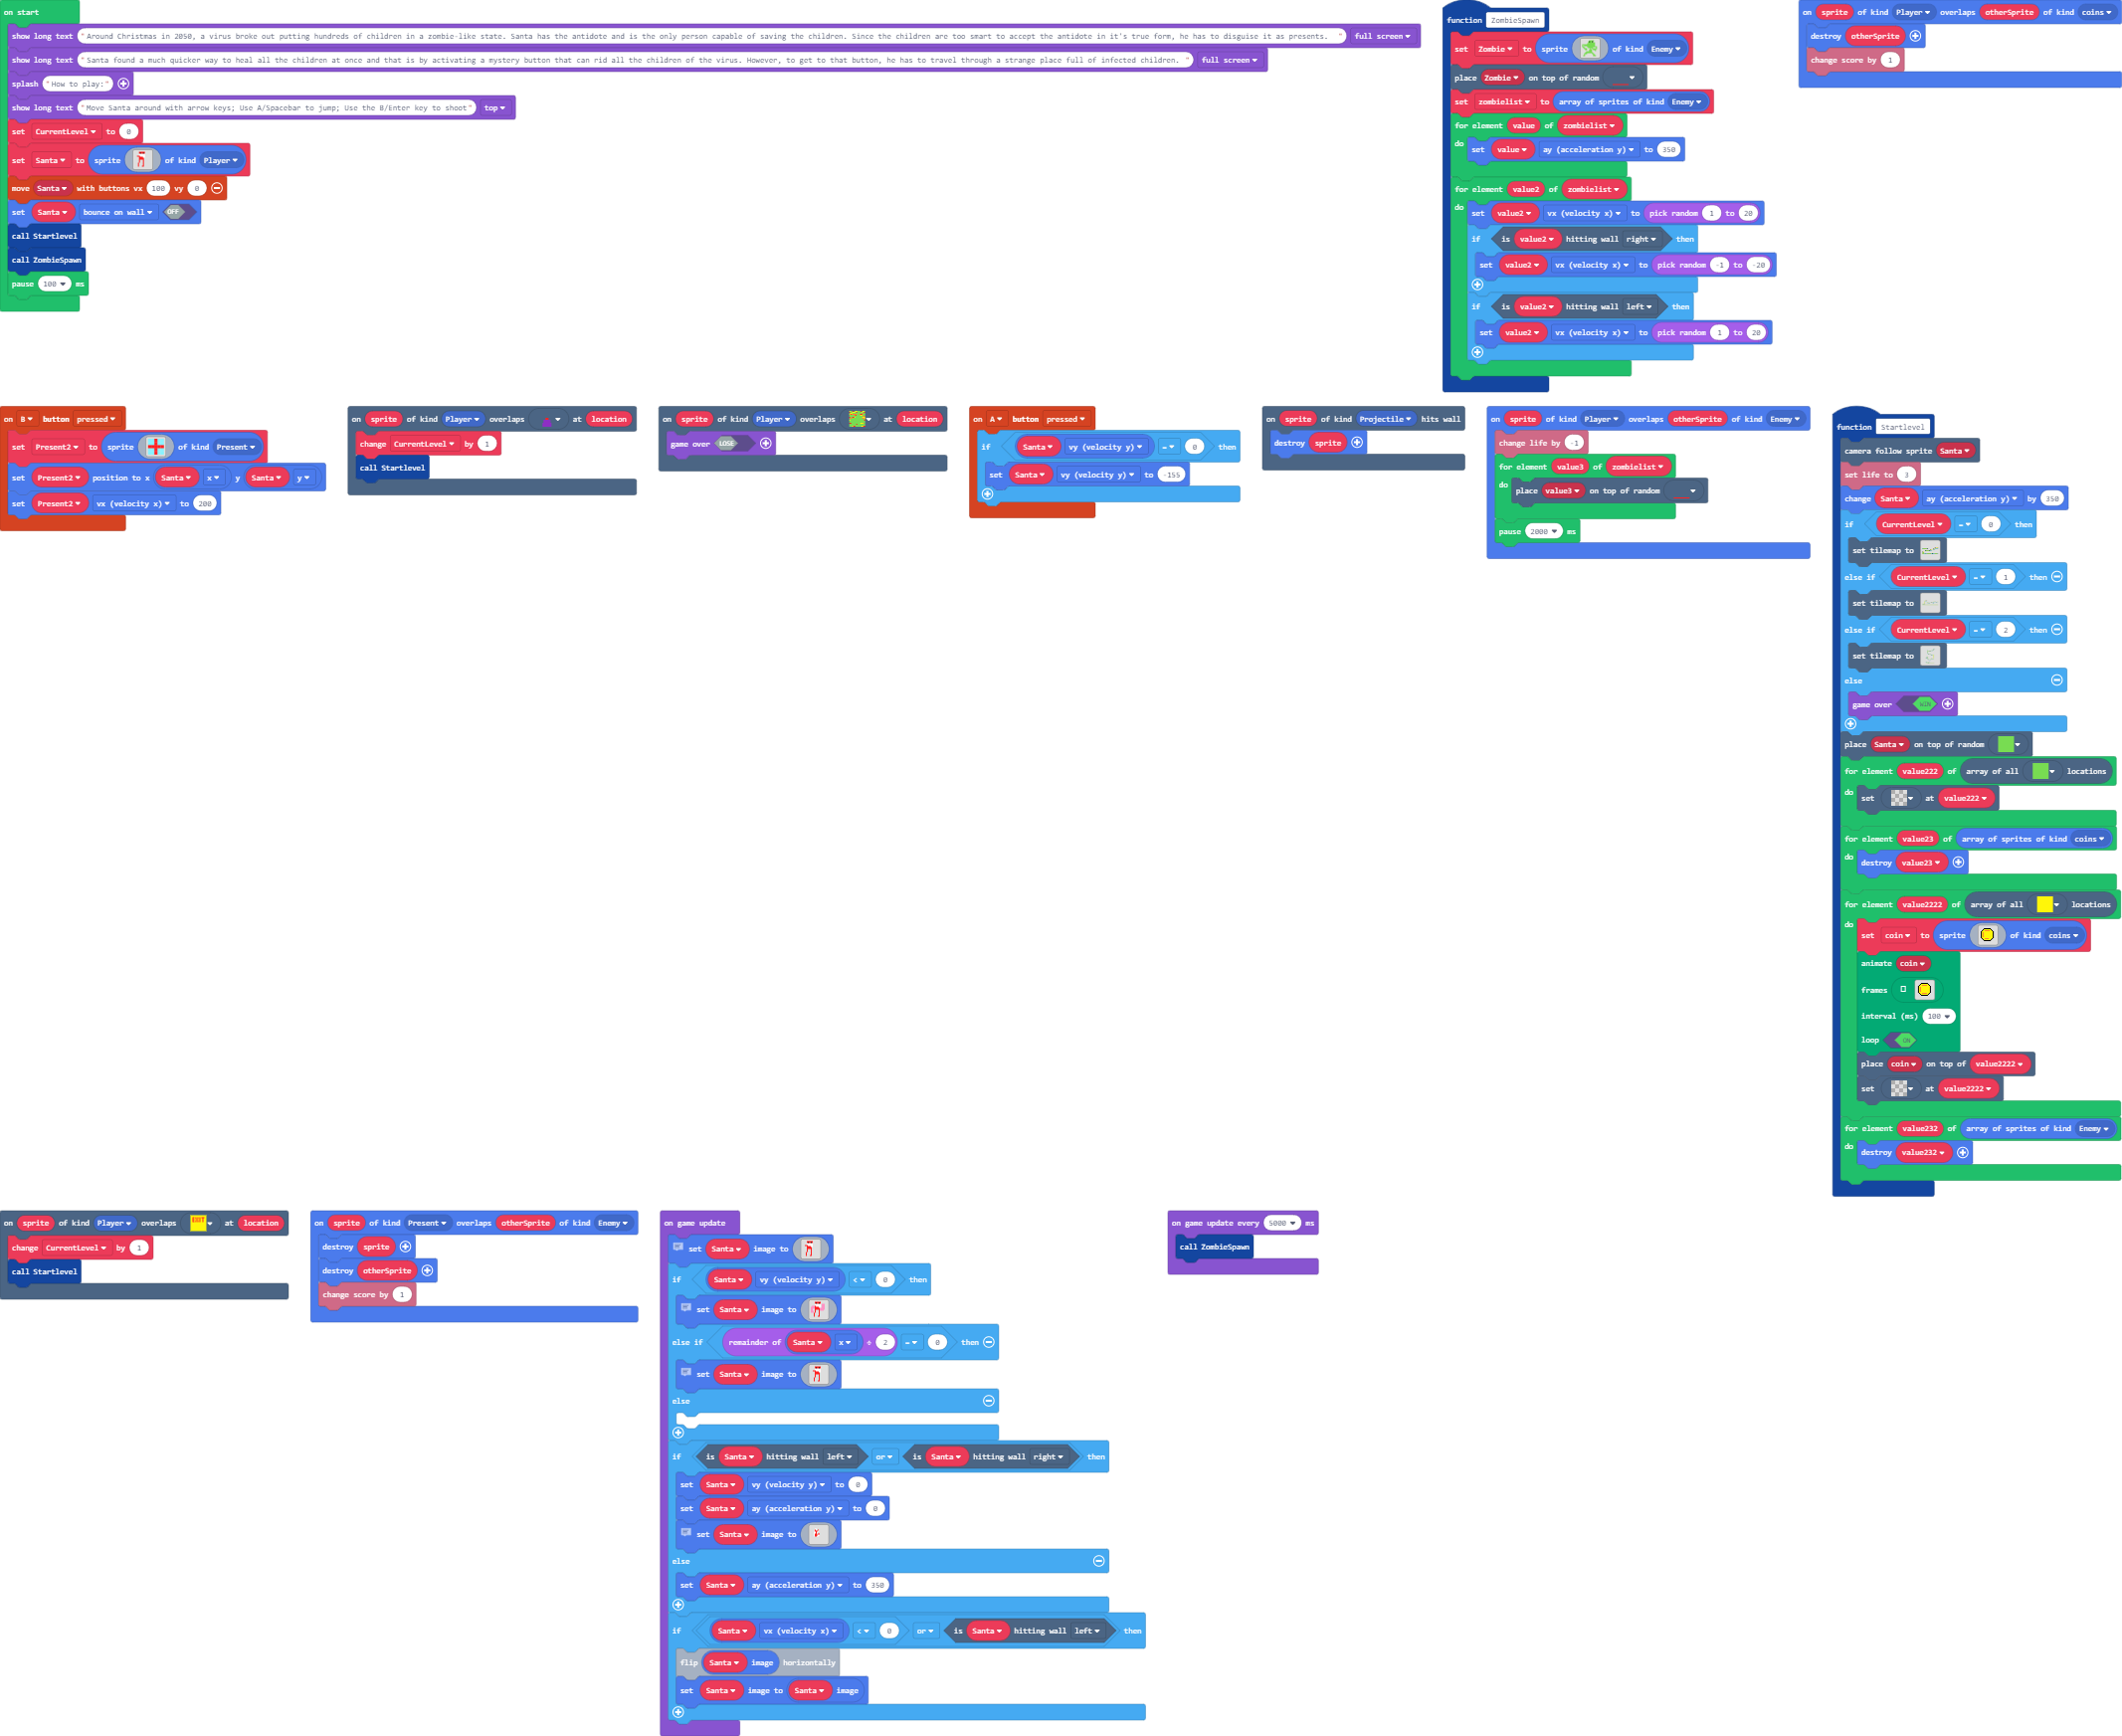 on start
show long text "Around Christmas in 2050, a virus broke out putting hundreds of children in a zombie-like state. Santa has the antidote and is the only person capable of saving the children. Since the children are too smart to accept the antidote in it's true form, he has to disguise it as presents. " full screen
show long text "Santa found a much quicker way to heal all the children at once and that is by activating a mystery button that can rid all the children of the virus. However, to get to that button, he has to travel through a strange place full of infected children. " full screen
splash "How to play:"
show long text "Move Santa around with arrow keys; Use A/Spacebar to jump; Use the B/Enter key to shoot" top
set CurrentLevel to 0
set Santa to sprite of kind Player
move Santa with buttons vx 100 vy 0
set Santa bounce on wall OFF
call Startlevel
call ZombieSpawn
pause 100 ms
function ZombieSpawn
set Zombie to sprite of kind Enemy
place Zombie on top of random
set zombielist to array of sprites of kind Enemy
for element value of zombielist
do set value ay (acceleration y) to 350
for element value2 of zombielist
do set value2 vx (velocity x) to pick random 1 to 20
if is value2 hitting wall right then
set value2 vx (velocity x) to pick random -1 to -20
if is value2 hitting wall left then
set value2 vx (velocity x) to pick random 1 to 20
on sprite of kind Player overlaps otherSprite of kind coins
destroy otherSprite
change score by 1
on B button pressed
set Present2 to sprite of kind Present
set Present2 position to x Santa x y Santa y
set Present2 vx (velocity x) to 200
on sprite of kind Player overlaps at location
change CurrentLevel by 1
call Startlevel
on sprite of kind Player overlaps at location
game over LOSE
on A button pressed
if Santa vy (velocity y) = 0 then
set Santa vy (velocity y) to -155
on sprite of kind Projectile hits wall
destroy sprite
on sprite of kind Player overlaps otherSprite of kind Enemy
change life by -1
for element value3 of zombielist
do place value3 on top of random
pause 2000 ms
function Startlevel
camera follow sprite Santa
set life to 3
change Santa ay (acceleration y) by 350
if CurrentLevel = 0 then
set tilemap to
else if CurrentLevel = 1 then
set tilemap to
else if CurrentLevel = 2 then
set tilemap to
else
game over WIN
place Santa on top of random
for element value222 of array of all locations
do set at value222
for element value23 of array of sprites of kind coins
do destroy value23
for element value2222 of array of all locations
do set coin to sprite of kind coins
animate coin
frames
interval (ms) 100
loop ON
place coin on top of value2222
set at value2222
for element value232 of array of sprites of kind Enemy
do destroy value232
on sprite of kind Player overlaps EXIT at location
change CurrentLevel by 1
call Startlevel
on sprite of kind Present overlaps otherSprite of kind Enemy
destroy sprite
destroy otherSprite
change score by 1
on game update
set Santa image to
if Santa vy (velocity y) < 0 then
set Santa image to
else if remainder of Santa x ÷ 2 = 0 then
set Santa image to
else
if is Santa hitting wall left or is Santa hitting wall right then
set Santa vy (velocity y) to 0
set Santa ay (acceleration y) to 0
set Santa image to
else
set Santa ay (acceleration y) to 350
if Santa vx (velocity x) < 0 or is Santa hitting wall left then
flip Santa image horizontally
set Santa image to Santa image
on game update every 5000 ms
call ZombieSpawn